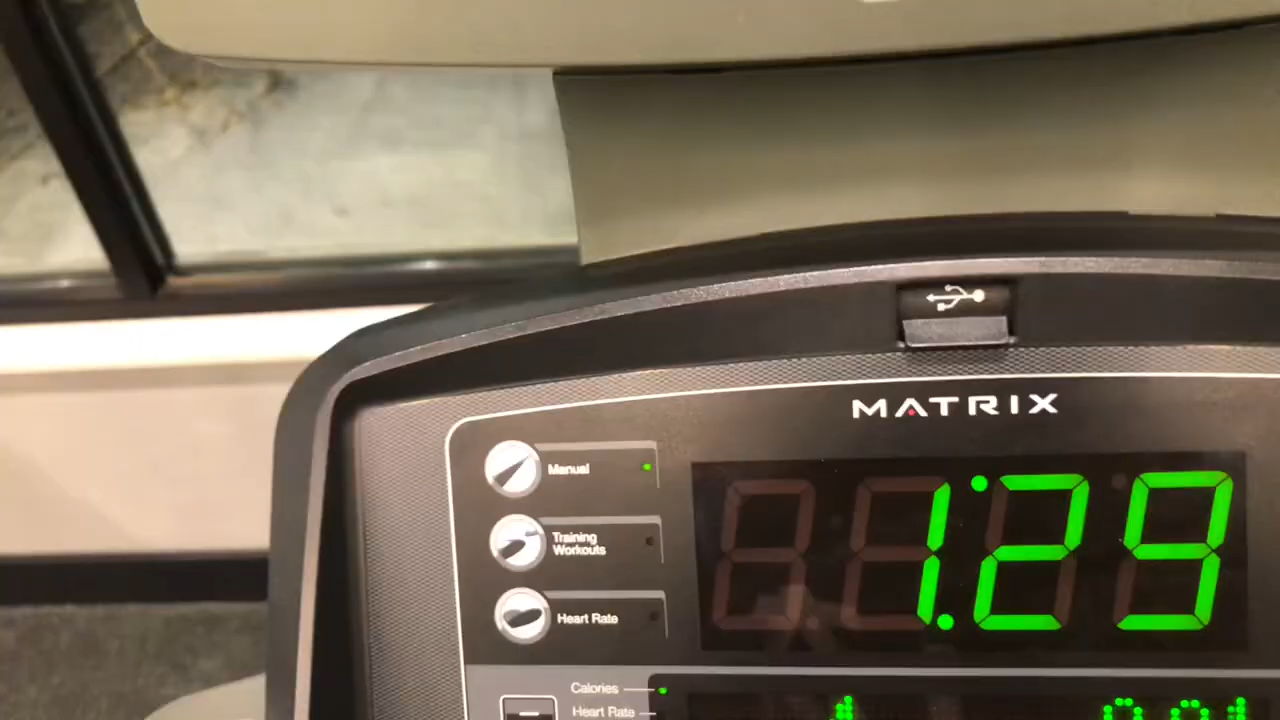 MATRIX
Manual
1:29
Training
Workouts
Heart Rate
Calories
Heart Rate